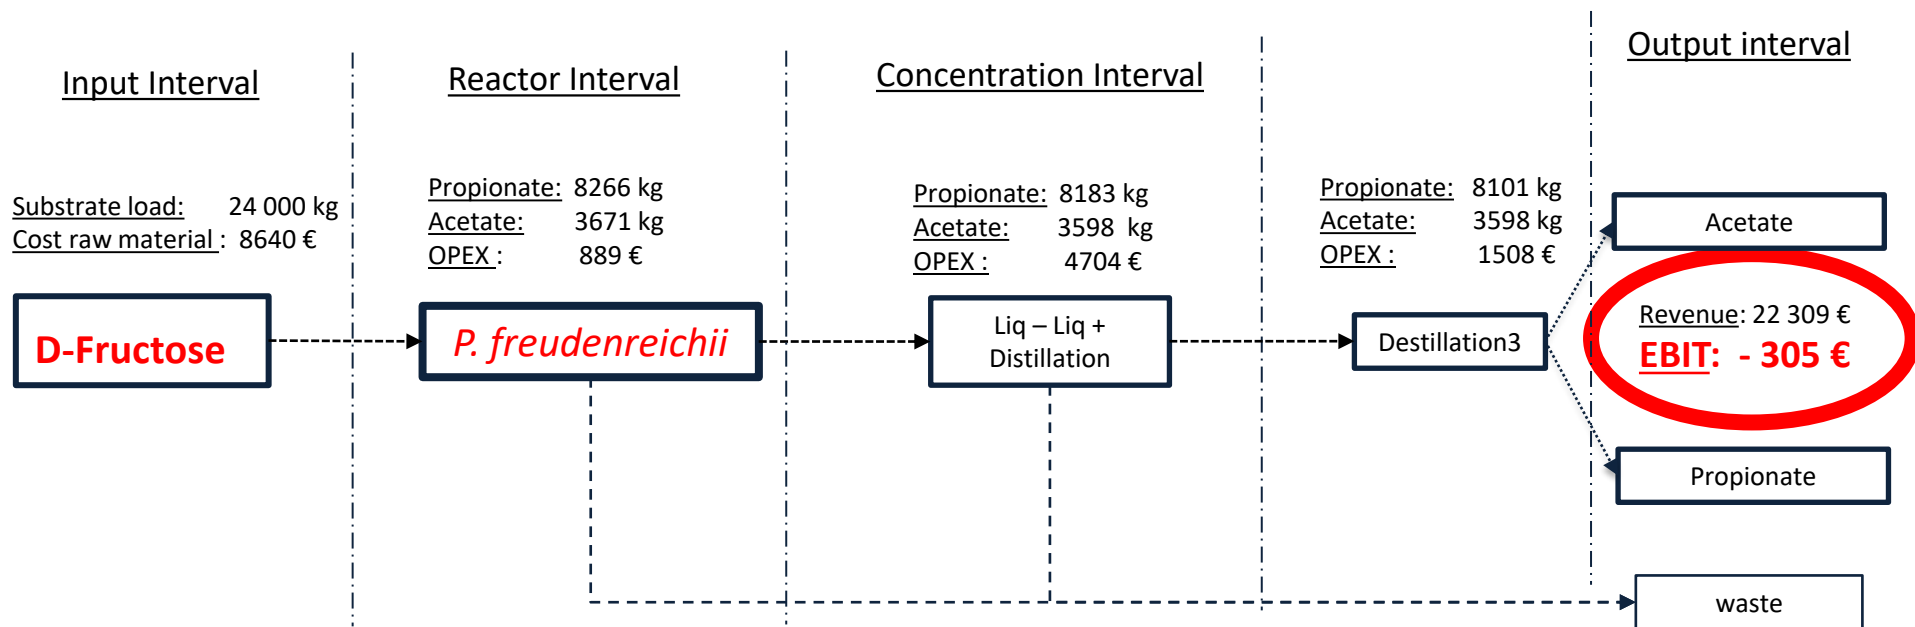 Input Interval
Reactor Interval
Concentration Interval
Output interval
Substrate load: 24 000 kg
Cost raw material : 8640 €
Propionate: 8266 kg
Acetate: 3671 kg
OPEX : 889 €
Propionate: 8183 kg
Acetate: 3598 kg
OPEX : 4704 €
Propionate: 8101 kg
Acetate: 3598 kg
OPEX : 1508 €
D-Fructose
P. freudenreichii
Liq – Liq +
Distillation
Destillation3
Acetate
Revenue: 22 309 €
EBIT: - 305 €
Propionate
waste